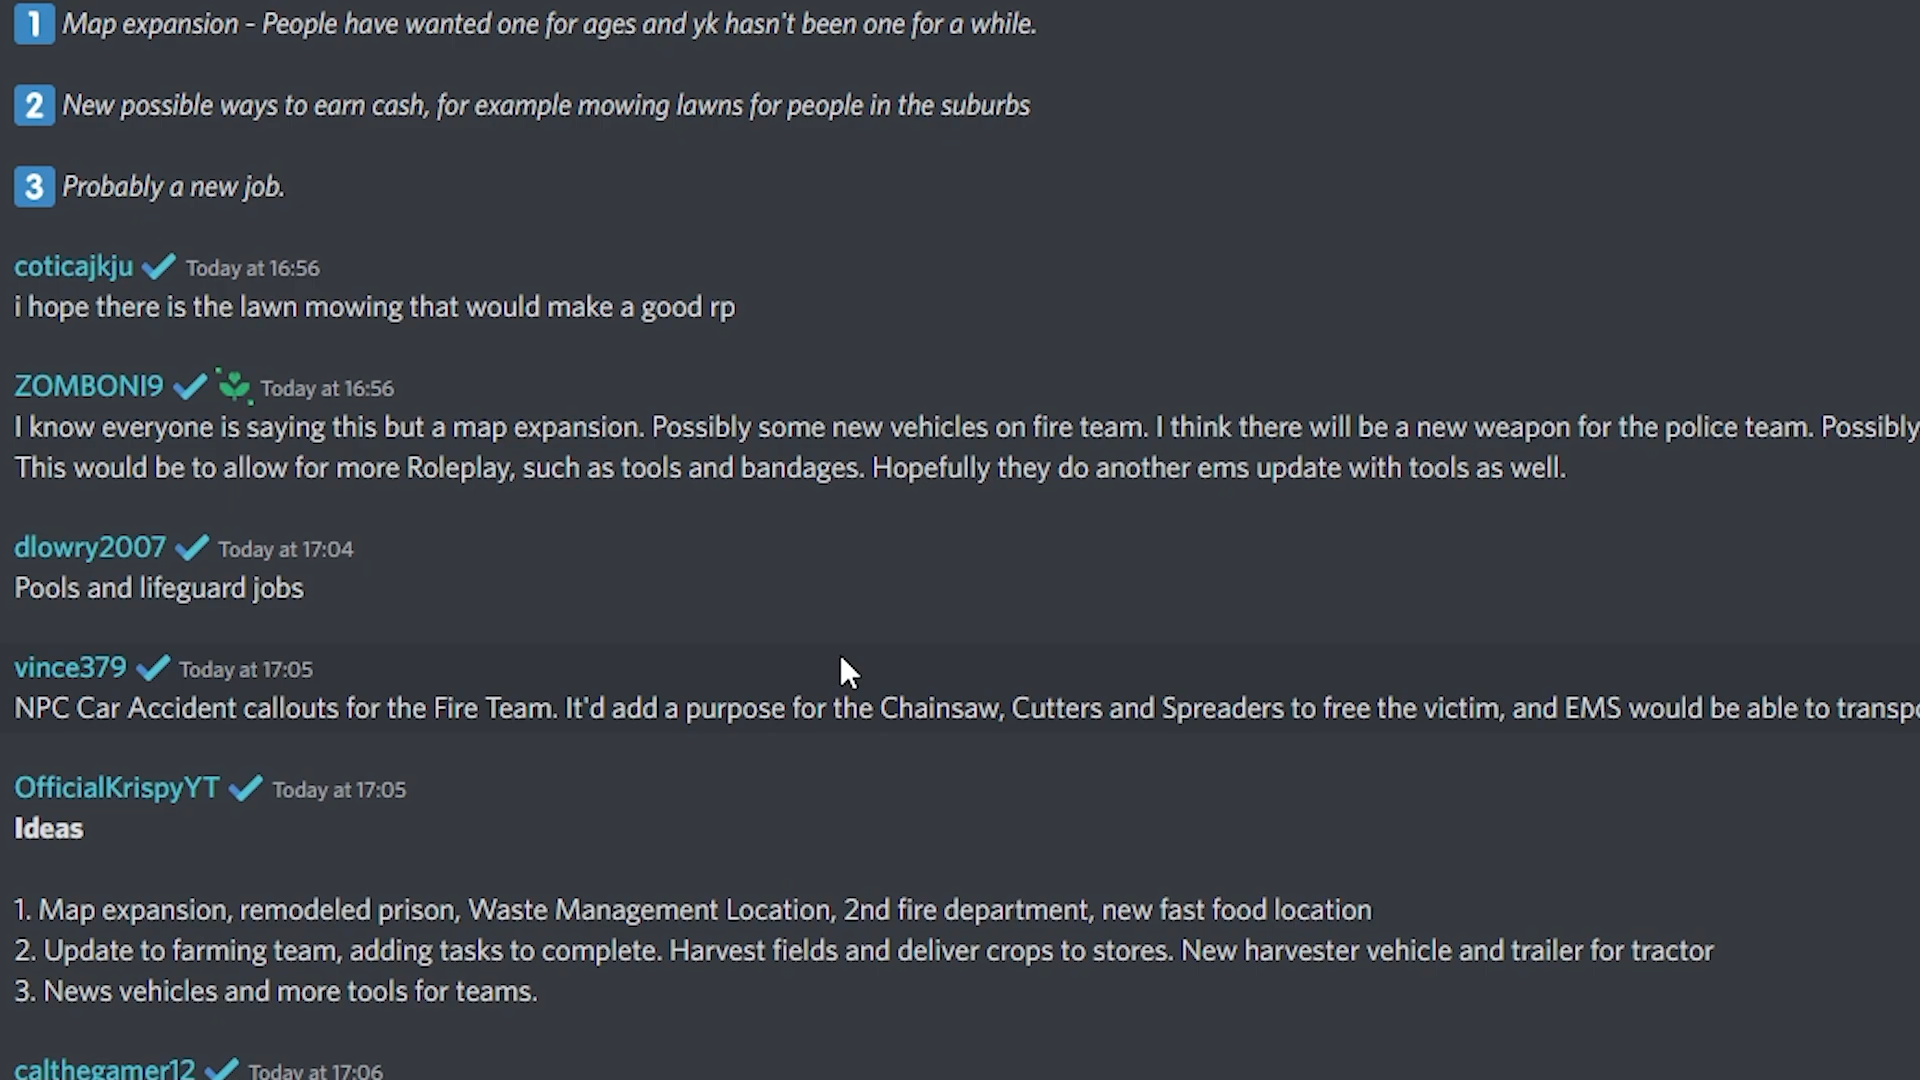 1 Map expansion - People have wanted one for ages and yk hasn't been one for a while.
2 New possible ways to earn cash, for example mowing lawns for people in the suburbs
3 Probably a new job.
coticajkju Today at 16:56
i hope there is the lawn mowing that would make a good rp
ZOMBONI9 Today at 16:56
I know everyone is saying this but a map expansion. Possibly some new vehicles on fire team. I think there will be a new weapon for the police team. Possibly
This would be to allow for more Roleplay, such as tools and bandages. Hopefully they do another ems update with tools as well.
dlowry2007 Today at 17:04
Pools and lifeguard jobs
vince379 Today at 17:05
NPC Car Accident callouts for the Fire Team. It'd add a purpose for the Chainsaw, Cutters and Spreaders to free the victim, and EMS would be able to
OfficialKrispyYT Today at 17:05
Ideas
1. Map expansion, remodeled prison, Waste Management Location, 2nd fire department, new fast food location
2. Update to farming team, adding tasks to complete. Harvest fields and deliver crops to stores. New harvester vehicle and trailer for tractor
3. News vehicles and more tools for teams.
calthegamer12 Today at 17:06